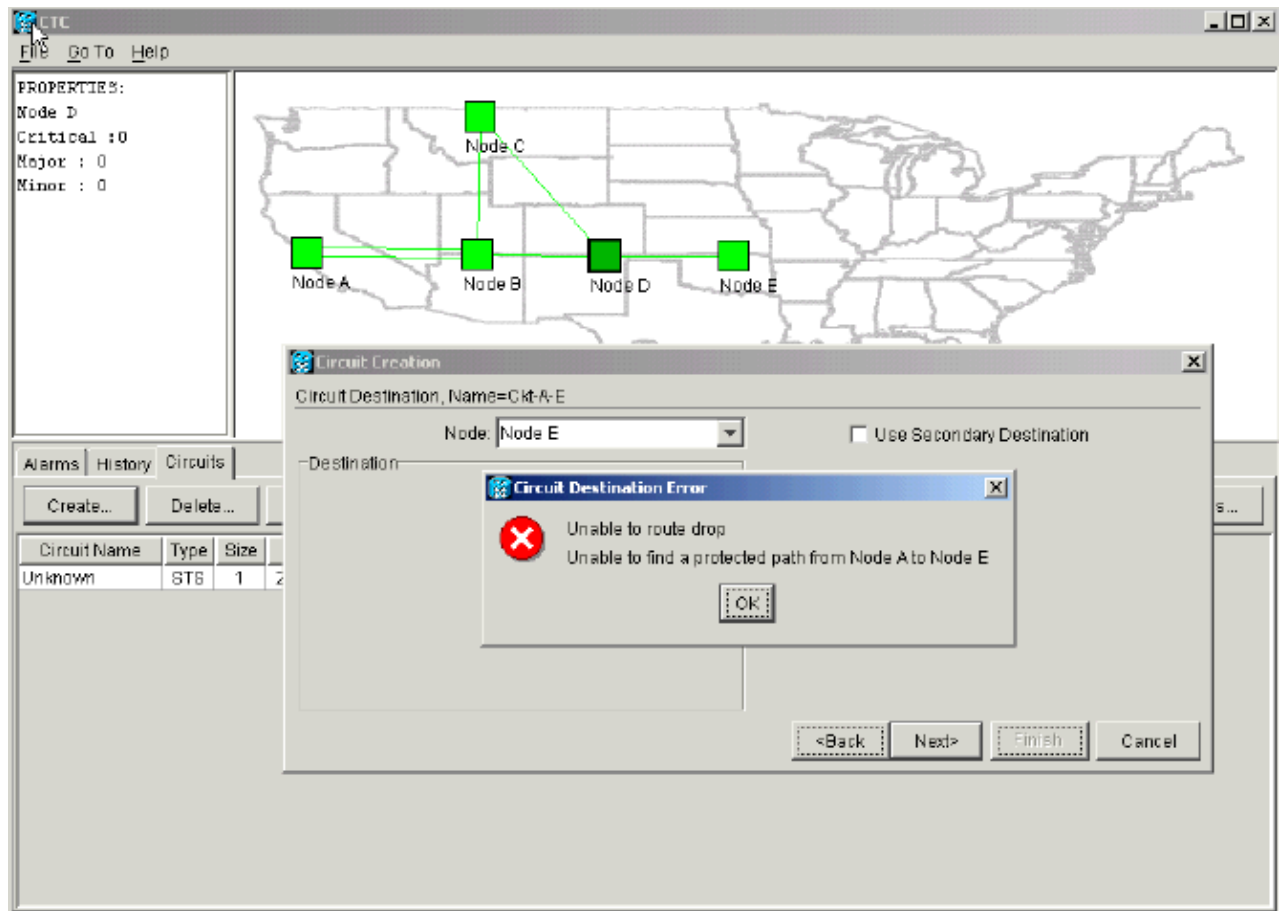 CTC
File Go To Help
PROPERTIES:
Node D
Critical :0
Major : 0
Minor : 0
Node C
Node A
Node B
Node D
Node E
Circuit Creation
Circuit Destination, Name=Ckt-A-E
Node: Node E
Use Secondary Destination
Destination
Alarms History Circuits
Create... Delete...
Circuit Name Type Size
Unknown STS 1
Circuit Destination Error
Unable to route drop
Unable to find a protected path from Node A to Node E
OK
<Back Next> Finish Cancel